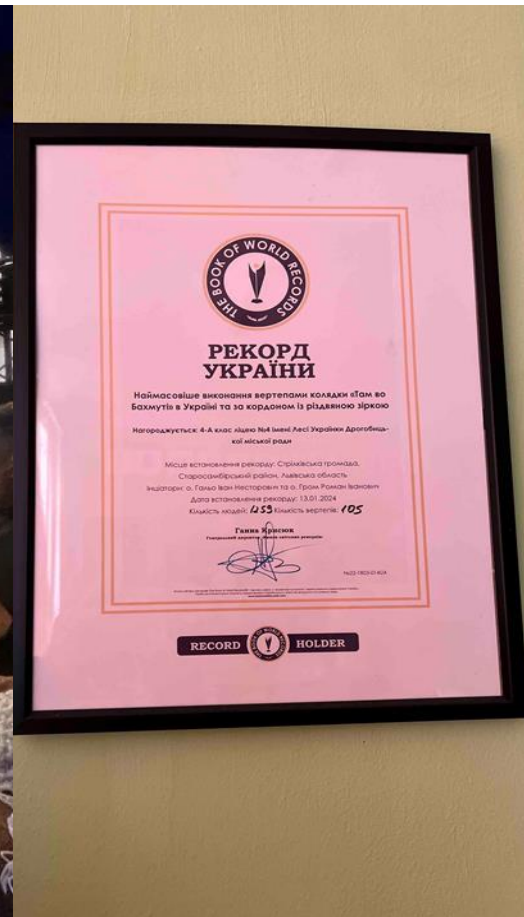 THE BOOK OF WORLD RECORDS
РЕКОРД
УКРАЇНИ
Наймасовіше виконання вертепами колядки «Там во
Бахмуті» в Україні та за кордоном із різдвяною зіркою
Нагороджується: 4-А клас ліцею №4 імені Лесі Українки Дрогобиць-
кої міської ради
Місце встановлення рекорду: Стрілківська громада,
Старосамбірський район, Львівська область
Ініціатори: о. Гальо Іван Несторович та о. Гром Роман Іванович
Дата встановлення рекорду: 13.01.2024
Кількість людей: 1259 Кількість вертепів: 105
Ганна Крисюк
Генеральний директор
RECORD HOLDER